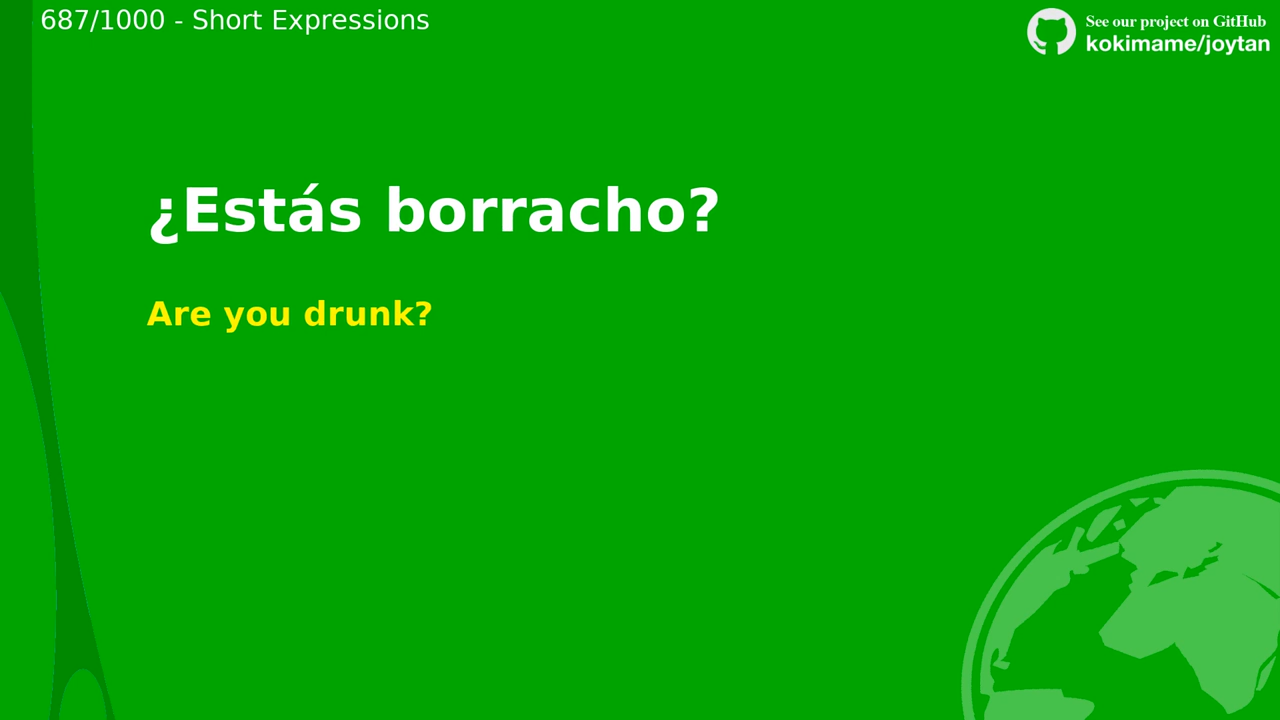 687/1000 - Short Expressions
See our project on GitHub
kokimame/joytan
¿Estás borracho?
Are you drunk?